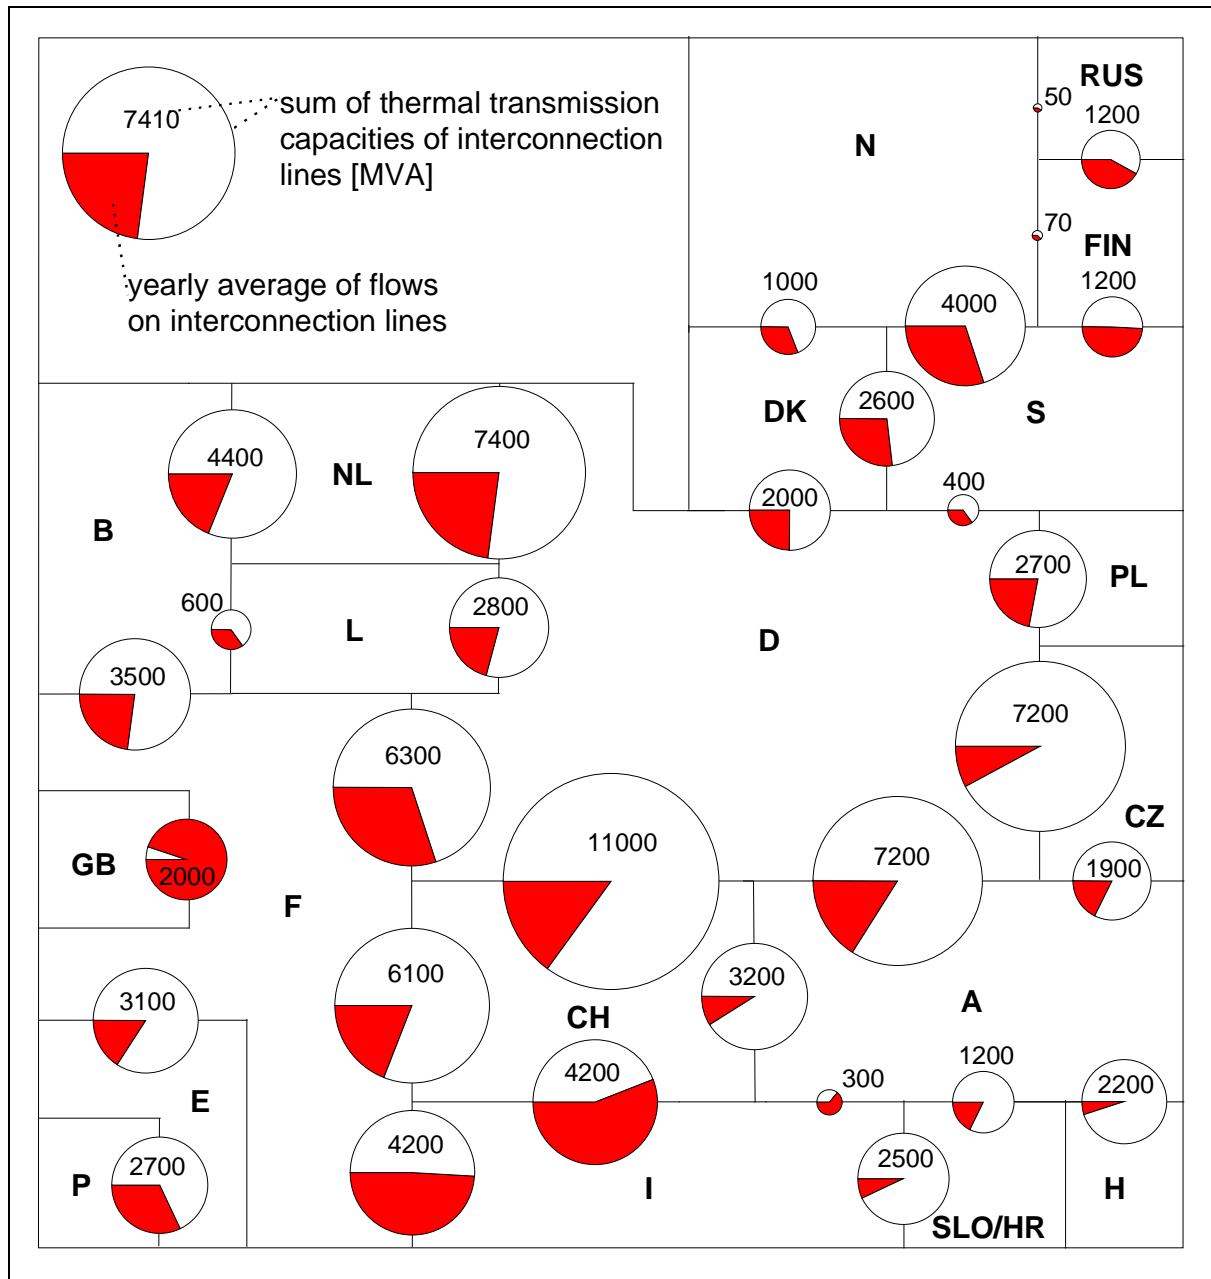 7410
sum of thermal transmission
capacities of interconnection
lines [MVA]
yearly average of flows
on interconnection lines
RUS
50
1200
N
70
FIN
1000
4000
1200
DK
2600
S
4400
NL
7400
400
2000
B
2700
PL
600
L
2800
D
3500
6300
7200
CZ
GB
2000
11000
7200
1900
F
3100
6100
CH
3200
A
4200
300
1200
2200
E
P
2700
4200
I
2500
H
SLO/HR